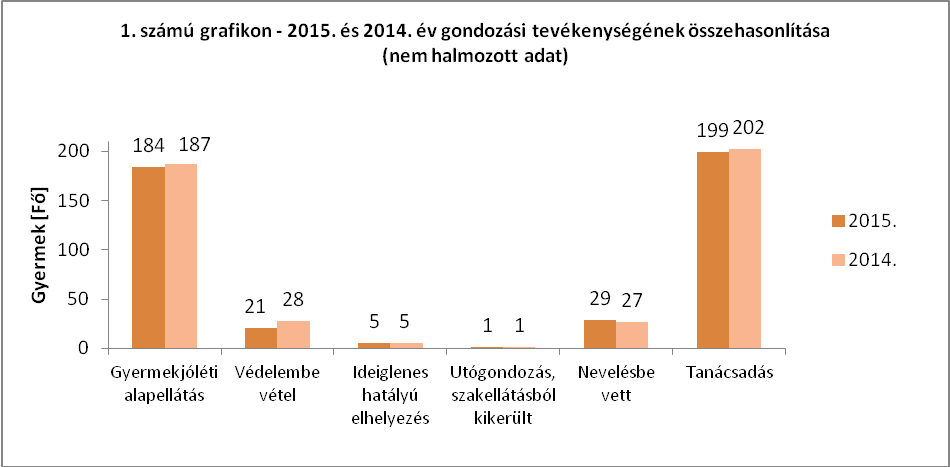 1. számú grafikon - 2015. és 2014. év gondozási tevékenységének összehasonlítása
(nem halmozott adat)
Gyermek [Fő]
200
150
100
50
0
184 187
21 28
5 5
1 1
29 27
199 202
Gyermekjóléti
alapellátás
Védelembe
vétel
Ideiglenes
hatályú
elhelyezés
Utógondozás,
szakellátásból
kikerült
Nevelésbe
vett
Tanácsadás
2015.
2014.